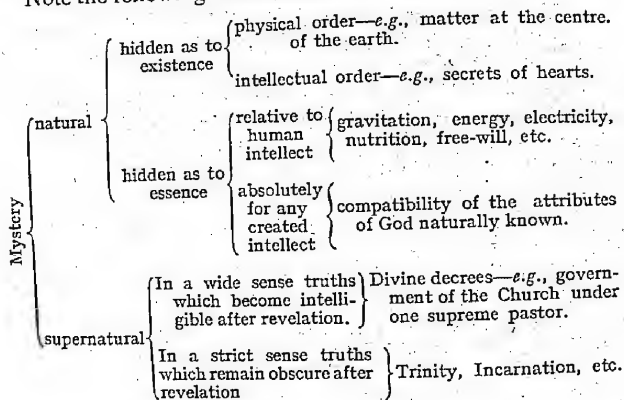 Note the following
physical order—e.g., matter at the centre
of the earth.
hidden as to
existence
intellectual order—e.g., secrets of hearts.
natural
relative to
human
intellect
gravitation, energy, electricity,
nutrition, free-will, etc.
hidden as to
essence
absolutely
for any
created
intellect
compatibility of the attributes
of God naturally known.
Mystery
In a wide sense truths
which become intelli-
gible after revelation.
Divine decrees—e.g., govern-
ment of the Church under
one supreme pastor.
supernatural
In a strict sense truths
which remain obscure after
revelation
Trinity, Incarnation, etc.